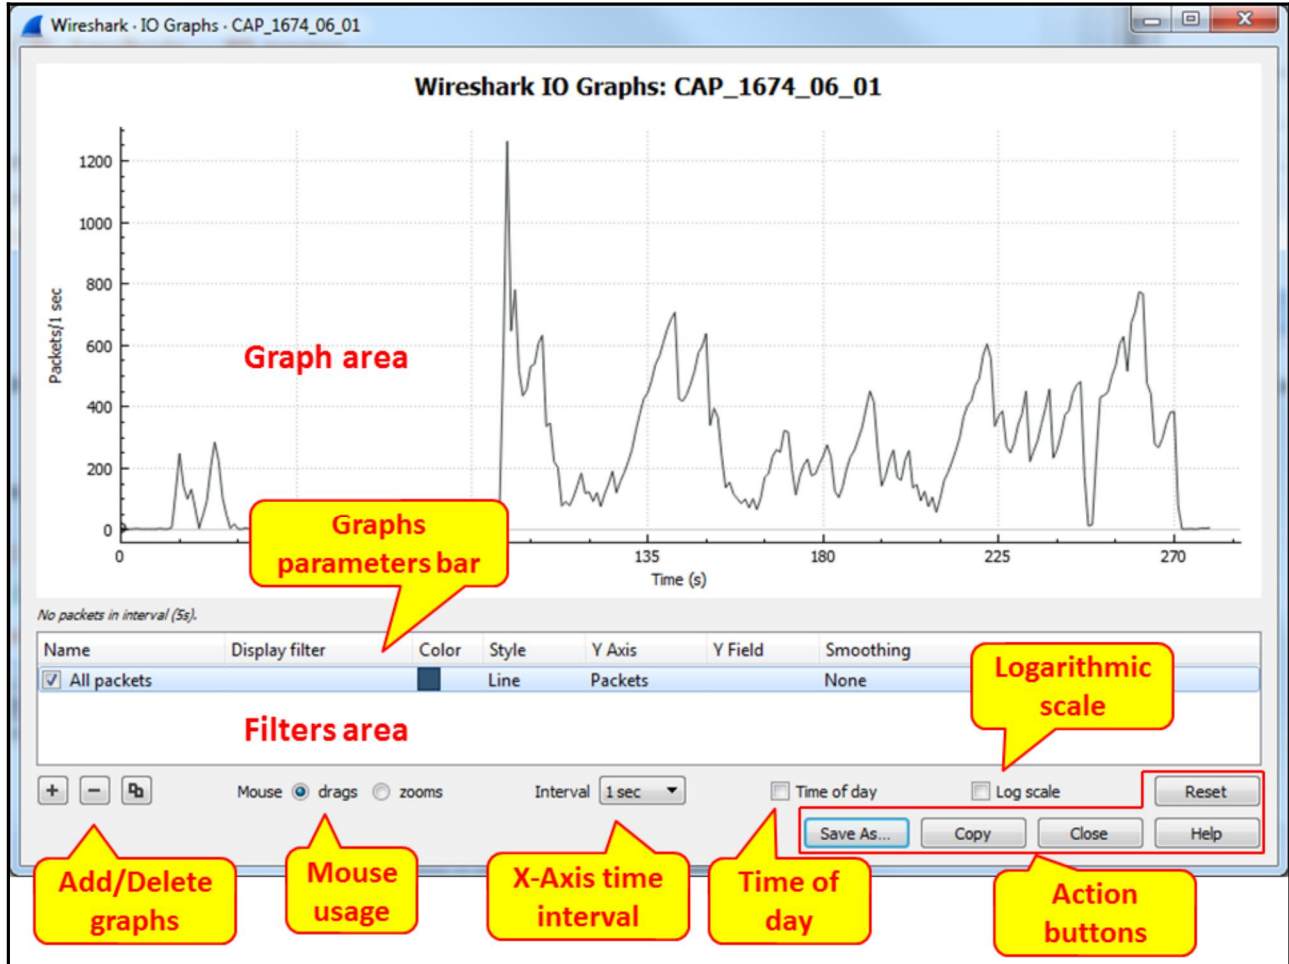 Wireshark · IO Graphs · CAP_1674_06_01
Wireshark IO Graphs: CAP_1674_06_01
1200
1000
800
600
400
200
0
Packets/1 sec
Graph area
0
135
180
225
270
Time (s)
Graphs
parameters bar
No packets in interval (5s).
Name Display filter Color Style Y Axis Y Field Smoothing
All packets Line Packets None
Logarithmic
scale
Filters area
Mouse drags zooms Interval 1 sec Time of day Log scale Reset
Save As... Copy Close Help
Add/Delete
graphs
Mouse
usage
X-Axis time
interval
Time of
day
Action
buttons